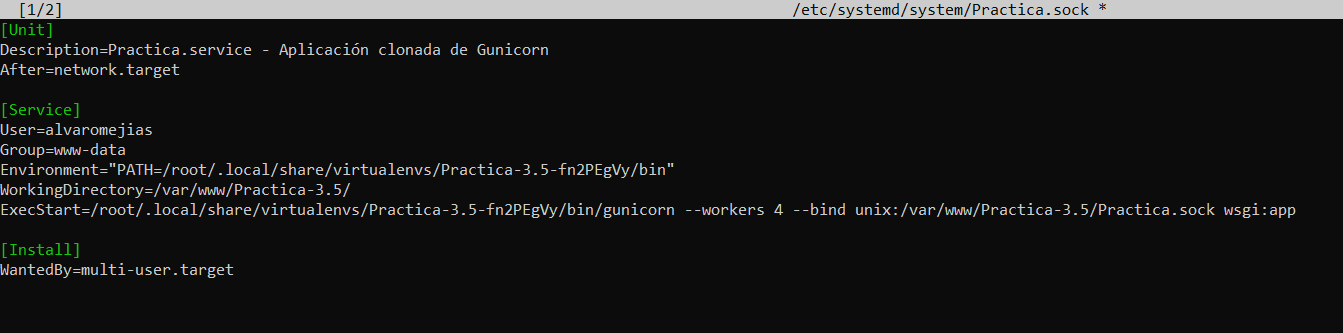 [1/2] /etc/systemd/system/Practica.sock *
[Unit]
Description=Practica.service - Aplicación clonada de Gunicorn
After=network.target
[Service]
User=alvaromejias
Group=www-data
Environment="PATH=/root/.local/share/virtualenvs/Practica-3.5-fn2PEgVy/bin"
WorkingDirectory=/var/www/Practica-3.5/
ExecStart=/root/.local/share/virtualenvs/Practica-3.5-fn2PEgVy/bin/gunicorn --workers 4 --bind unix:/var/www/Practica-3.5/Practica.sock wsgi:app
[Install]
WantedBy=multi-user.target